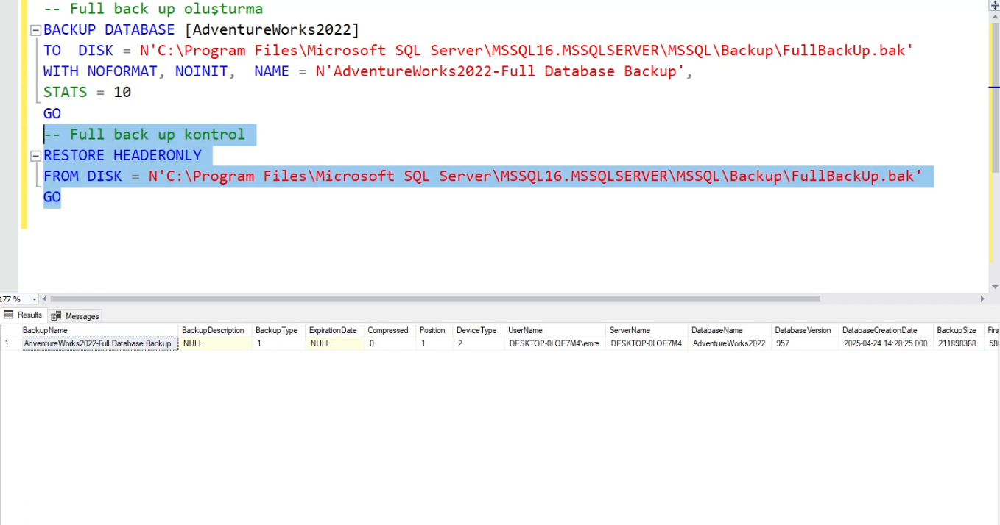 -- Full back up oluşturma
BACKUP DATABASE [AdventureWorks2022]
TO  DISK = N'C:\Program Files\Microsoft SQL Server\MSSQL16.MSSQLSERVER\MSSQL\Backup\FullBackUp.bak'
WITH NOFORMAT, NOINIT,  NAME = N'AdventureWorks2022-Full Database Backup',
STATS = 10
GO
-- Full back up kontrol
RESTORE HEADERONLY
FROM DISK = N'C:\Program Files\Microsoft SQL Server\MSSQL16.MSSQLSERVER\MSSQL\Backup\FullBackUp.bak'
GO
177 %
Results Messages
BackupName BackupDescription BackupType ExpirationDate Compressed Position DeviceType UserName ServerName DatabaseName DatabaseVersion DatabaseCreationDate BackupSize Firs
1 AdventureWorks2022-Full Database Backup NULL 1 NULL 0 1 2 DESKTOP-0LOE7M4\emre DESKTOP-0LOE7M4 AdventureWorks2022 957 2025-04-24 14:20:25.000 211898368 58